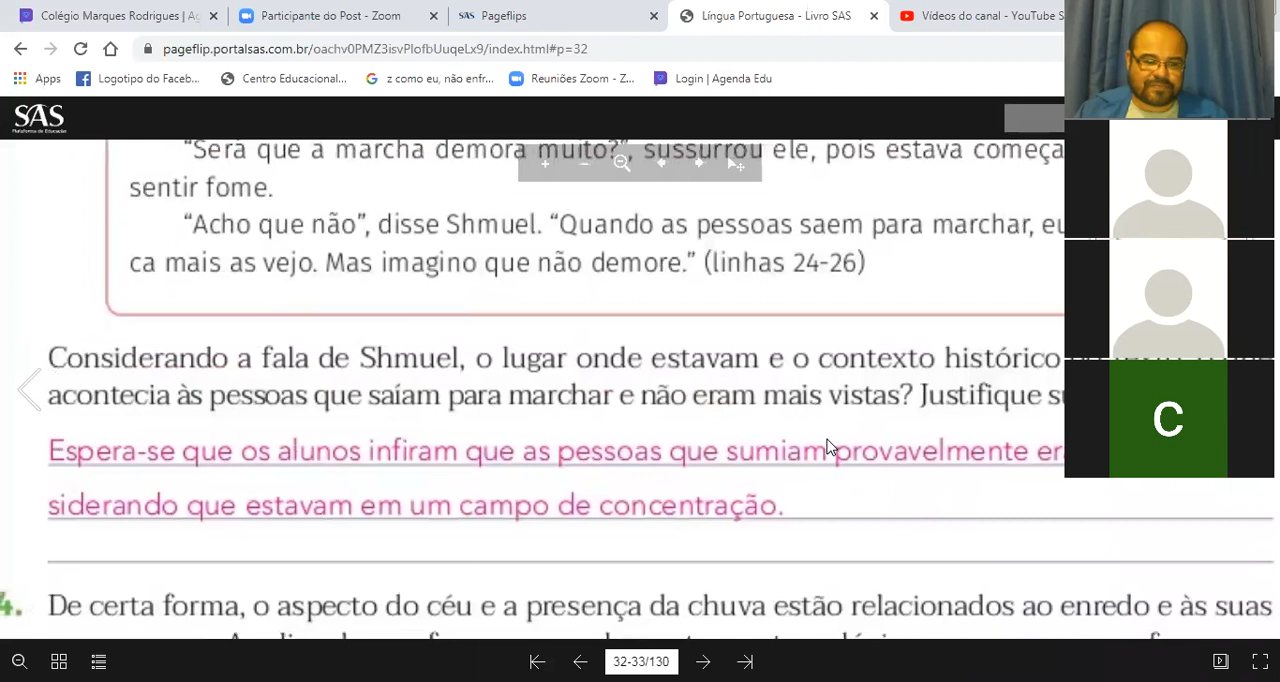 Colégio Marques Rodrigues | Ag
Participante do Post - Zoom
SAS Pageflips
Língua Portuguesa - Livro SAS
Vídeos do canal - YouTube S
pageflip.portalsas.com.br/oachv0PMZ3isvPlofbUuqeLx9/index.html#p=32
Apps
Logotipo do Faceb...
Centro Educacional...
z como eu, não enfr...
Reuniões Zoom - Z...
Login | Agenda Edu
SAS
Plataforma de Educação
“Será que a marcha demora muito?”, sussurrou ele, pois estava começa
sentir fome.
“Acho que não”, disse Shmuel. “Quando as pessoas saem para marchar, eu
ca mais as vejo. Mas imagino que não demore.” (linhas 24-26)
Considerando a fala de Shmuel, o lugar onde estavam e o contexto histórico
acontecia às pessoas que saíam para marchar e não eram mais vistas? Justifique su
Espera-se que os alunos infiram que as pessoas que sumiam provavelmente er
siderando que estavam em um campo de concentração.
4. De certa forma, o aspecto do céu e a presença da chuva estão relacionados ao enredo e às suas
C
32-33/130